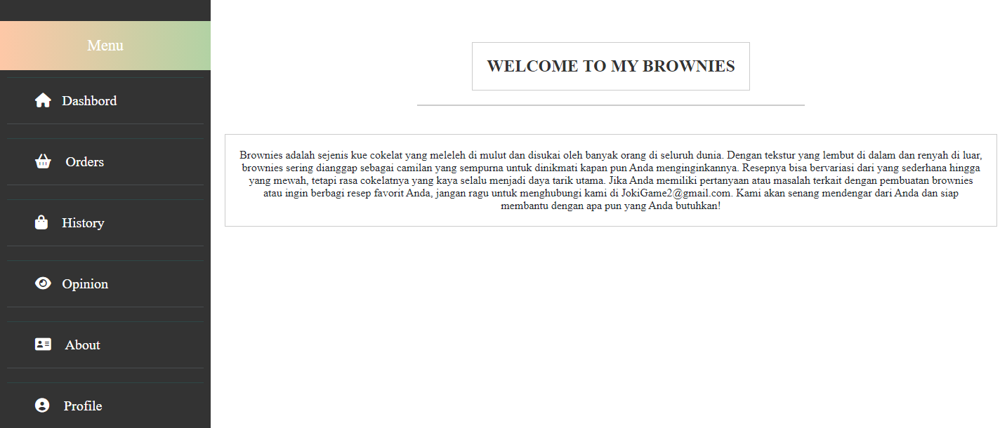 Menu
Dashbord
Orders
History
Opinion
About
Profile
WELCOME TO MY BROWNIES
Brownies adalah sejenis kue cokelat yang meleleh di mulut dan disukai oleh banyak orang di seluruh dunia. Dengan tekstur yang lembut di dalam dan renyah di luar,
brownies sering dianggap sebagai camilan yang sempurna untuk dinikmati kapan pun Anda menginginkannya. Resepnya bisa bervariasi dari yang sederhana hingga
yang mewah, tetapi rasa cokelatnya yang kaya selalu menjadi daya tarik utama. Jika Anda memiliki pertanyaan atau masalah terkait dengan pembuatan brownies
atau ingin berbagi resep favorit Anda, jangan ragu untuk menghubungi kami di JokiGame2@gmail.com. Kami akan senang mendengar dari Anda dan siap
membantu dengan apa pun yang Anda butuhkan!